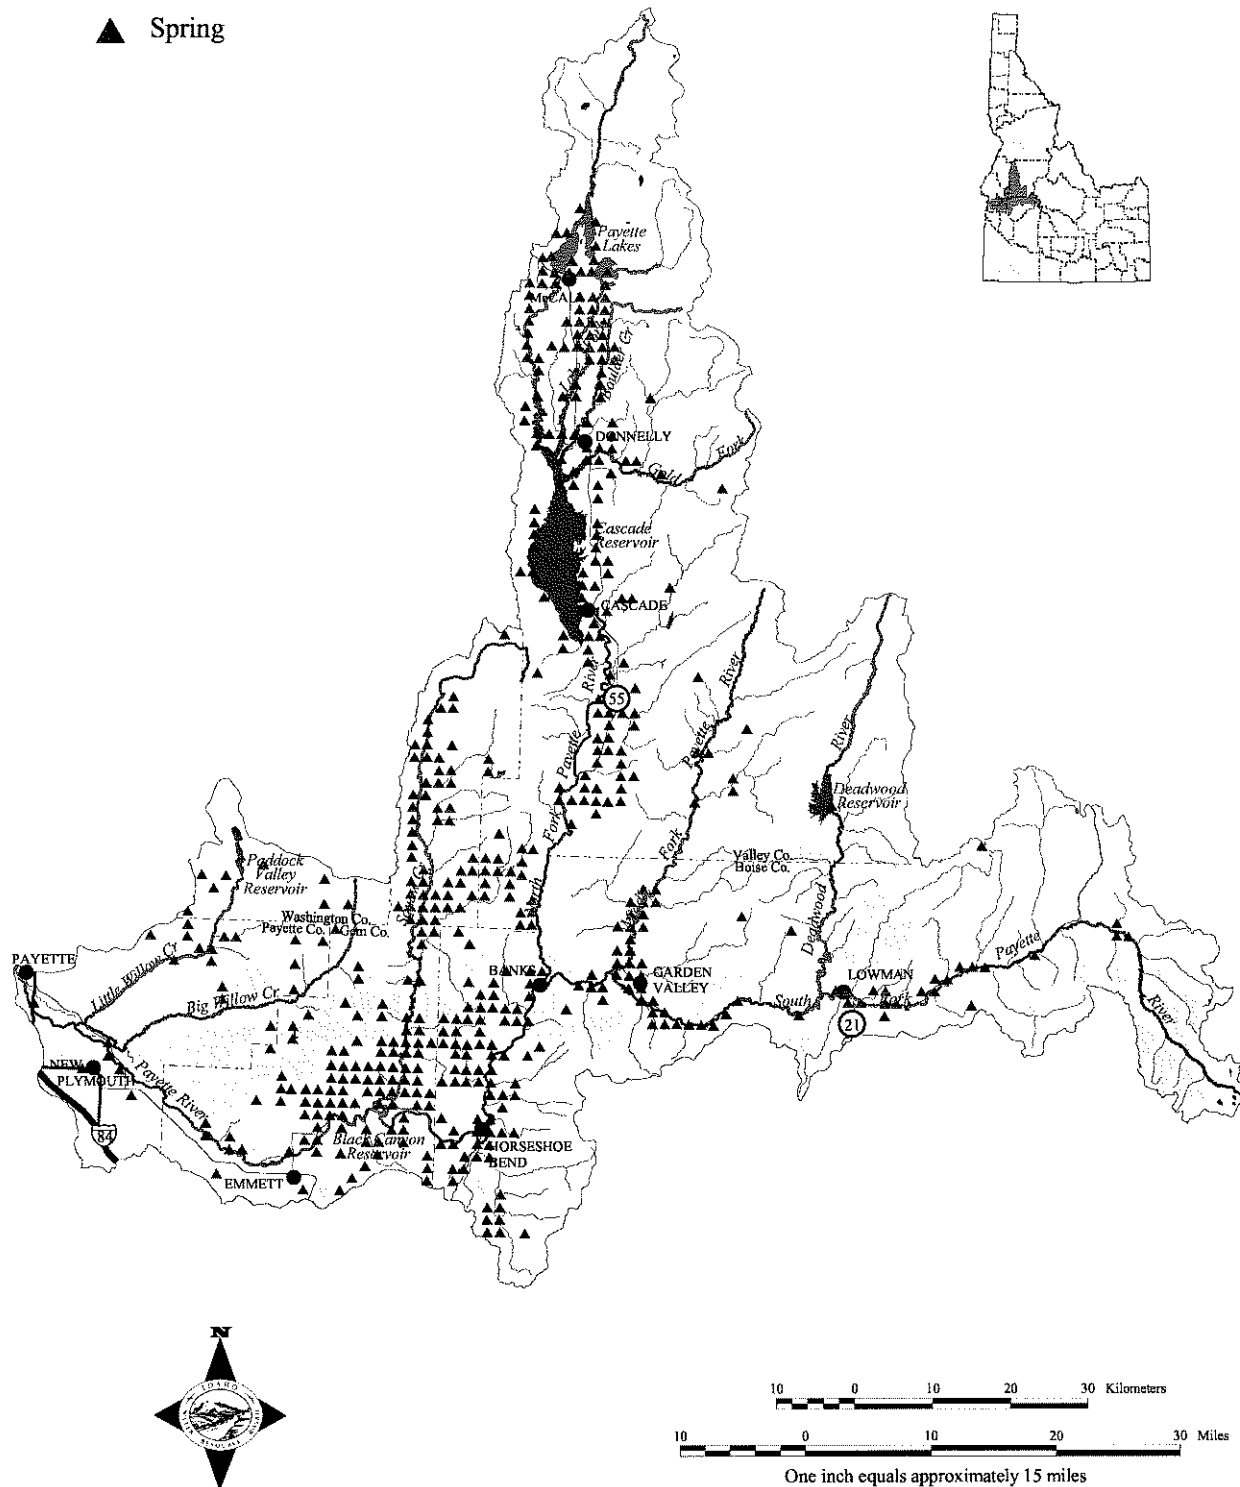 Spring
Payette
Lakes
Boulder Cr
DONNELLY
Gold Fork
Cascade
Reservoir
CASCADE
River
55
River
Payette
Payette
River
Deadwood
Reservoir
Fork
Fork
Valley Co.
Boise Co.
Paddock
Valley
Reservoir
North
Deadwood
Washington Co.
Payette Co.
Gem Co.
Payette
PAYETTE
Little Willow Cr
BANKS
GARDEN
VALLEY
LOWMAN
Big Willow Cr
South
Fork
River
21
NEW
PLYMOUTH
Payette River
84
Black Canyon
Reservoir
HORSESHOE
BEND
EMMETT
N
IDAHO
10 0 10 20 30 Kilometers
10 0 10 20 30 Miles
One inch equals approximately 15 miles